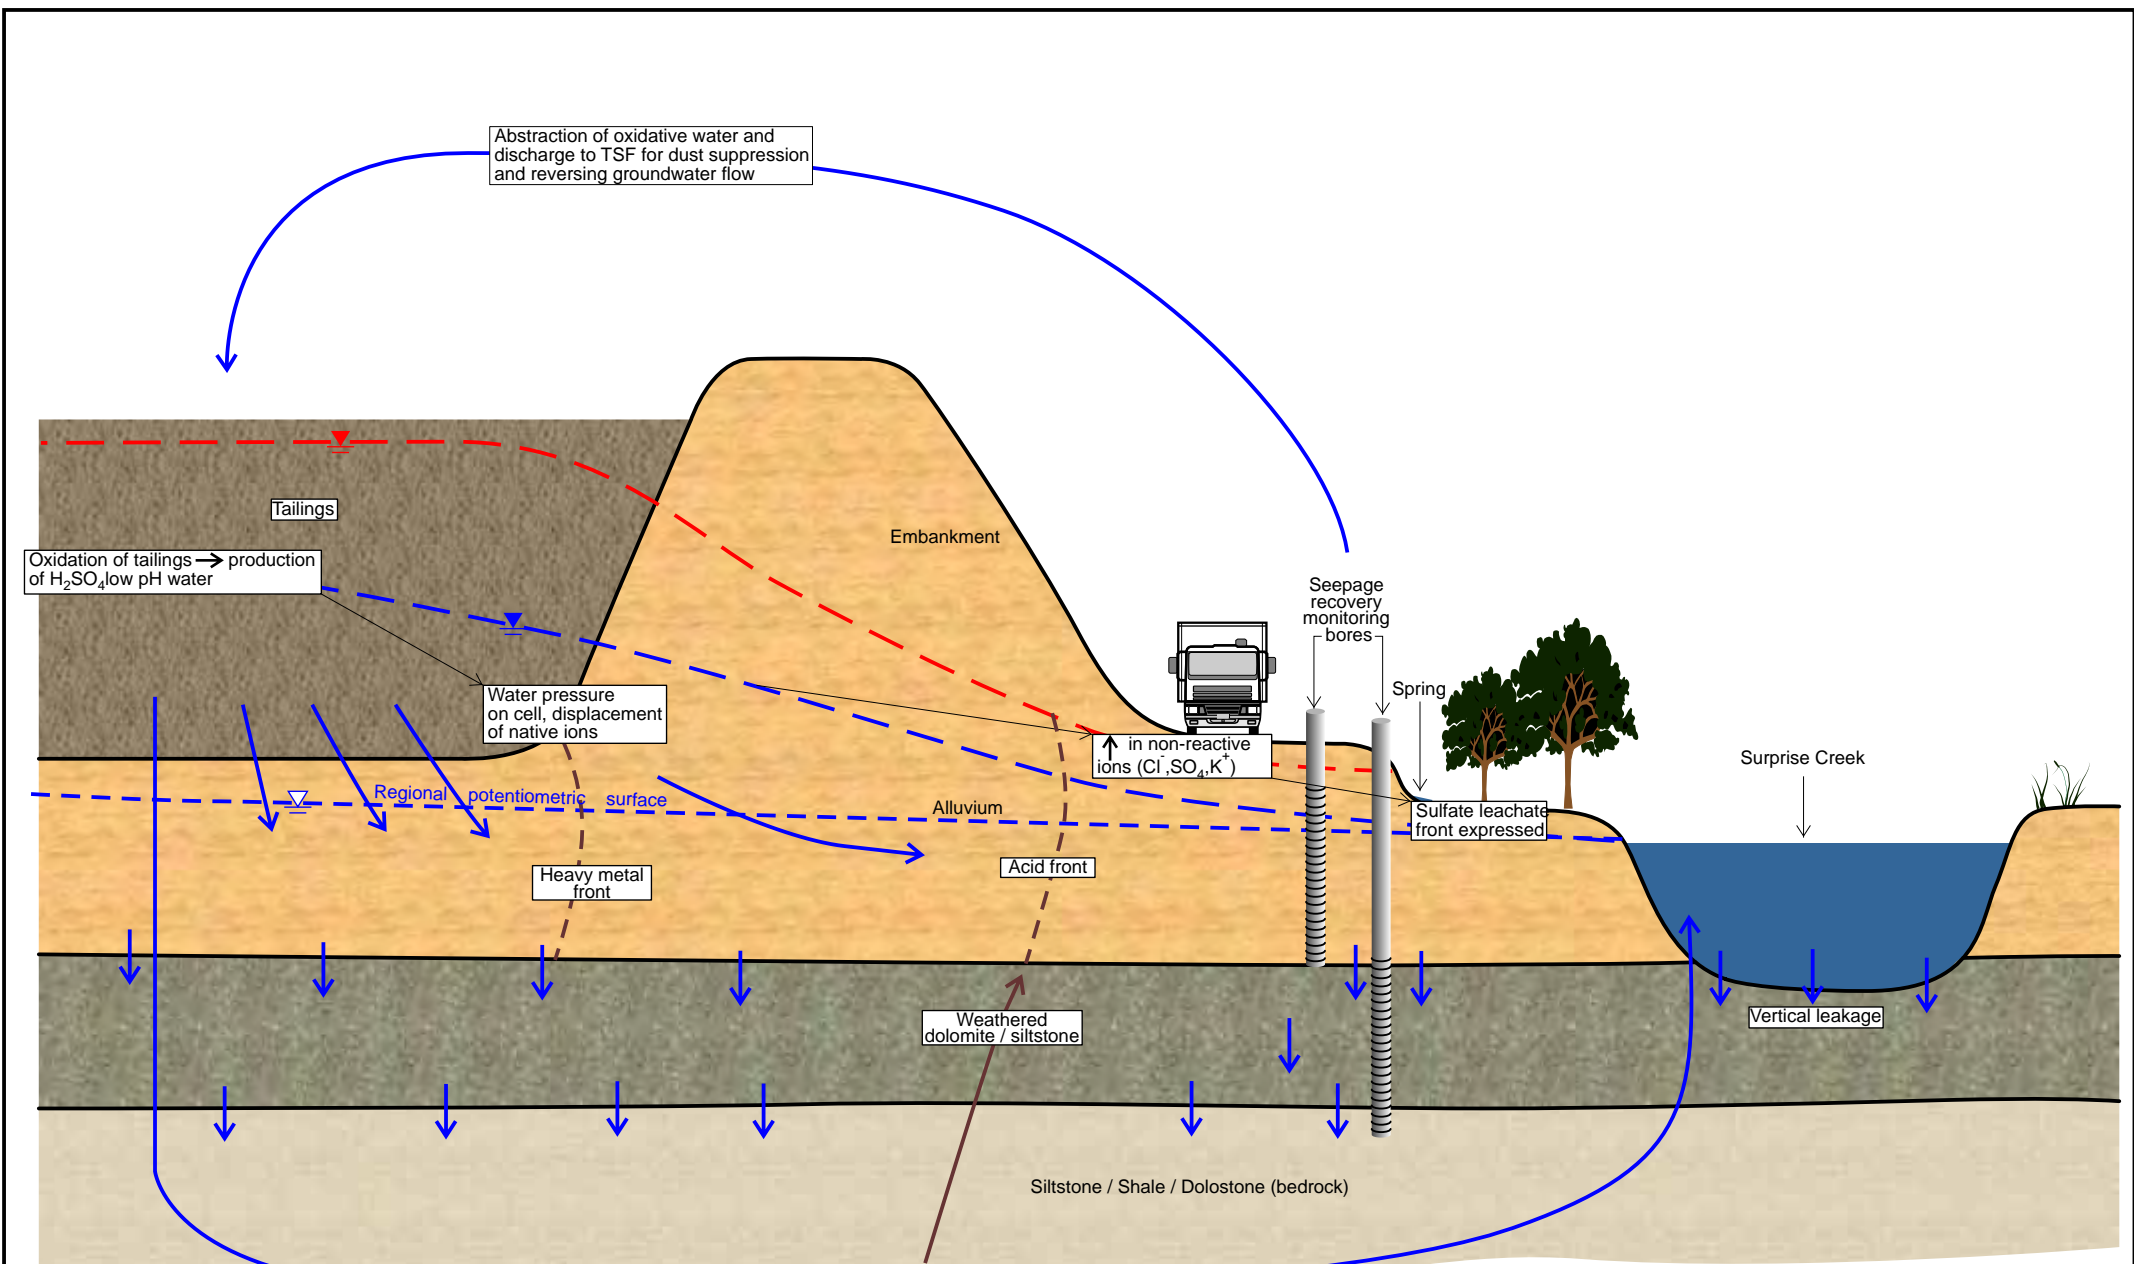 Abstraction of oxidative water and
discharge to TSF for dust suppression
and reversing groundwater flow
Tailings
Embankment
Oxidation of tailings → production
of H₂SO₄low pH water
Seepage
recovery
monitoring
bores
Spring
Water pressure
on cell, displacement
of native ions
↑ in non-reactive
ions (Cl⁻,SO₄,K⁺)
Surprise Creek
Regional potentiometric surface
Alluvium
Sulfate leachate
front expressed
Heavy metal
front
Acid front
Weathered
dolomite / siltstone
Vertical leakage
Siltstone / Shale / Dolostone (bedrock)